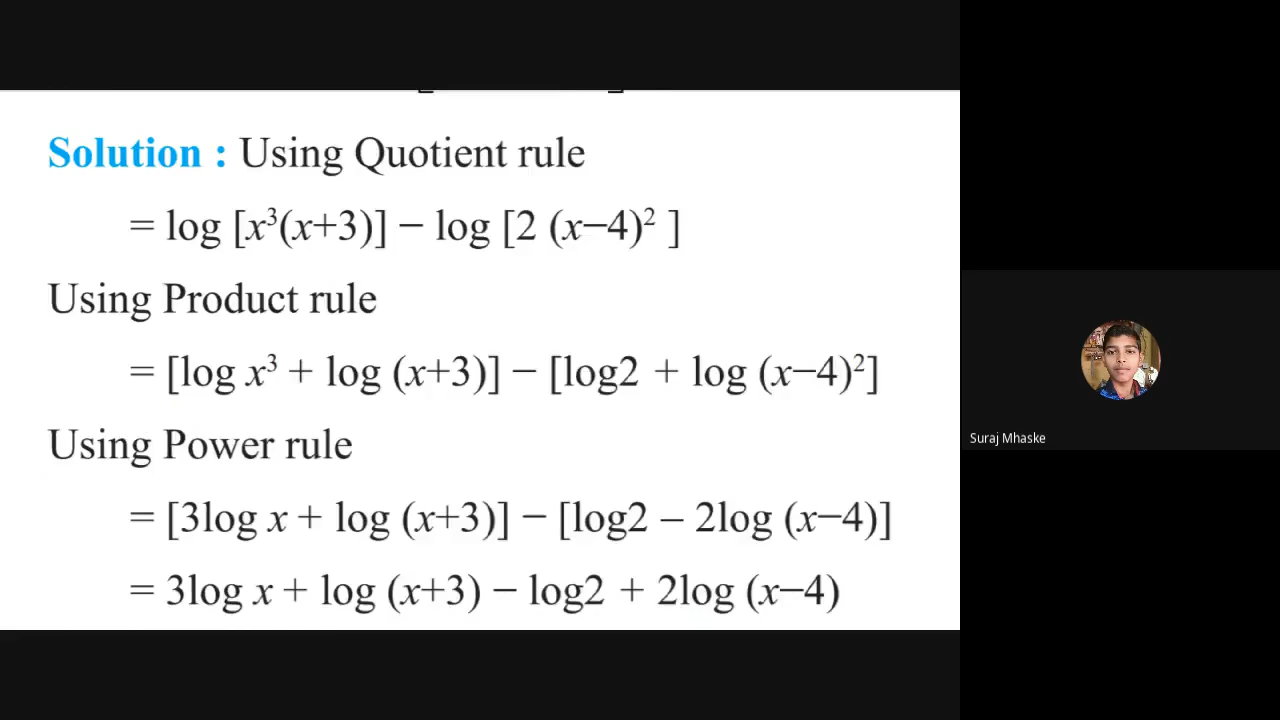 Solution : Using Quotient rule
= log [x³(x+3)] − log [2 (x−4)² ]
Using Product rule
= [log x³ + log (x+3)] − [log2 + log (x−4)²]
Using Power rule
= [3log x + log (x+3)] − [log2 – 2log (x−4)]
= 3log x + log (x+3) − log2 + 2log (x−4)
Suraj Mhaske